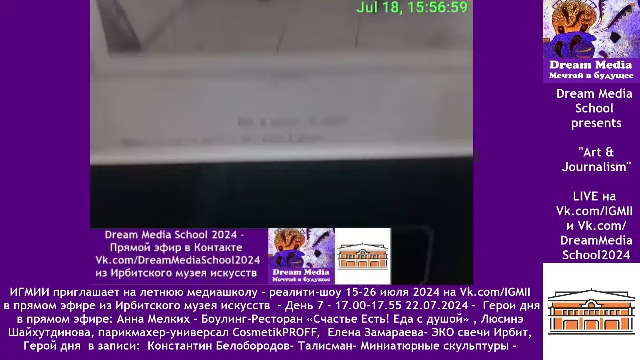 Jul 18, 15:56:59
Dream Media
Мечтай в будущее
Dream Media
School
presents
"Art &
Journalism"
LIVE на
Vk.com/IGMII
и Vk.com/
DreamMedia
School2024
Dream Media School 2024 -
Прямой эфир в Контакте
Vk.com/DreamMediaSchool2024
из Ирбитского музея искусств
Dream Media
Мечтай в будущее
ИГМИИ приглашает на летнюю медиашколу - реалити-шоу 15-26 июля 2024 на Vk.com/IGMII
в прямом эфире из Ирбитского музея искусств - День 7 - 17.00-17.55 22.07.2024 - Герои дня
в прямом эфире: Анна Мелких - Боулинг-Ресторан «Счастье Есть! Еда с душой» , Люсинэ
Шайхутдинова, парикмахер-универсал CosmetikPROFF, Елена Замараева- ЭКО свечи Ирбит,
Герой дня в записи: Константин Белобородов- Талисман- Миниатюрные скульптуры -